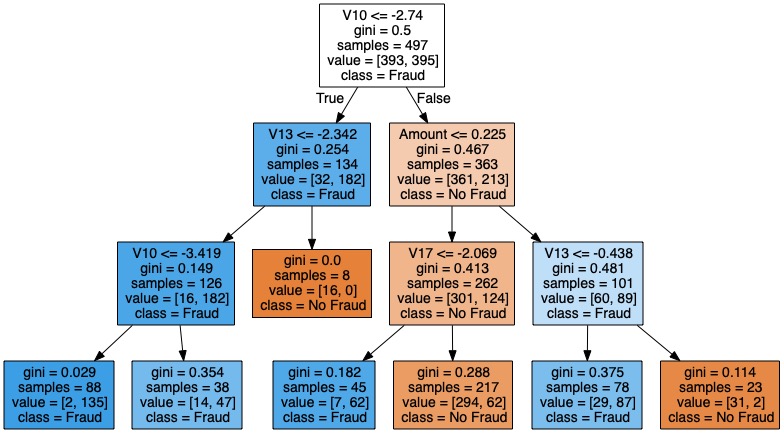 V10 <= -2.74
gini = 0.5
samples = 497
value = [393, 395]
class = Fraud
True
False
V13 <= -2.342
gini = 0.254
samples = 134
value = [32, 182]
class = Fraud
Amount <= 0.225
gini = 0.467
samples = 363
value = [361, 213]
class = No Fraud
V10 <= -3.419
gini = 0.149
samples = 126
value = [16, 182]
class = Fraud
gini = 0.0
samples = 8
value = [16, 0]
class = No Fraud
V17 <= -2.069
gini = 0.413
samples = 262
value = [301, 124]
class = No Fraud
V13 <= -0.438
gini = 0.481
samples = 101
value = [60, 89]
class = Fraud
gini = 0.029
samples = 88
value = [2, 135]
class = Fraud
gini = 0.354
samples = 38
value = [14, 47]
class = Fraud
gini = 0.182
samples = 45
value = [7, 62]
class = Fraud
gini = 0.288
samples = 217
value = [294, 62]
class = No Fraud
gini = 0.375
samples = 78
value = [29, 87]
class = Fraud
gini = 0.114
samples = 23
value = [31, 2]
class = No Fraud